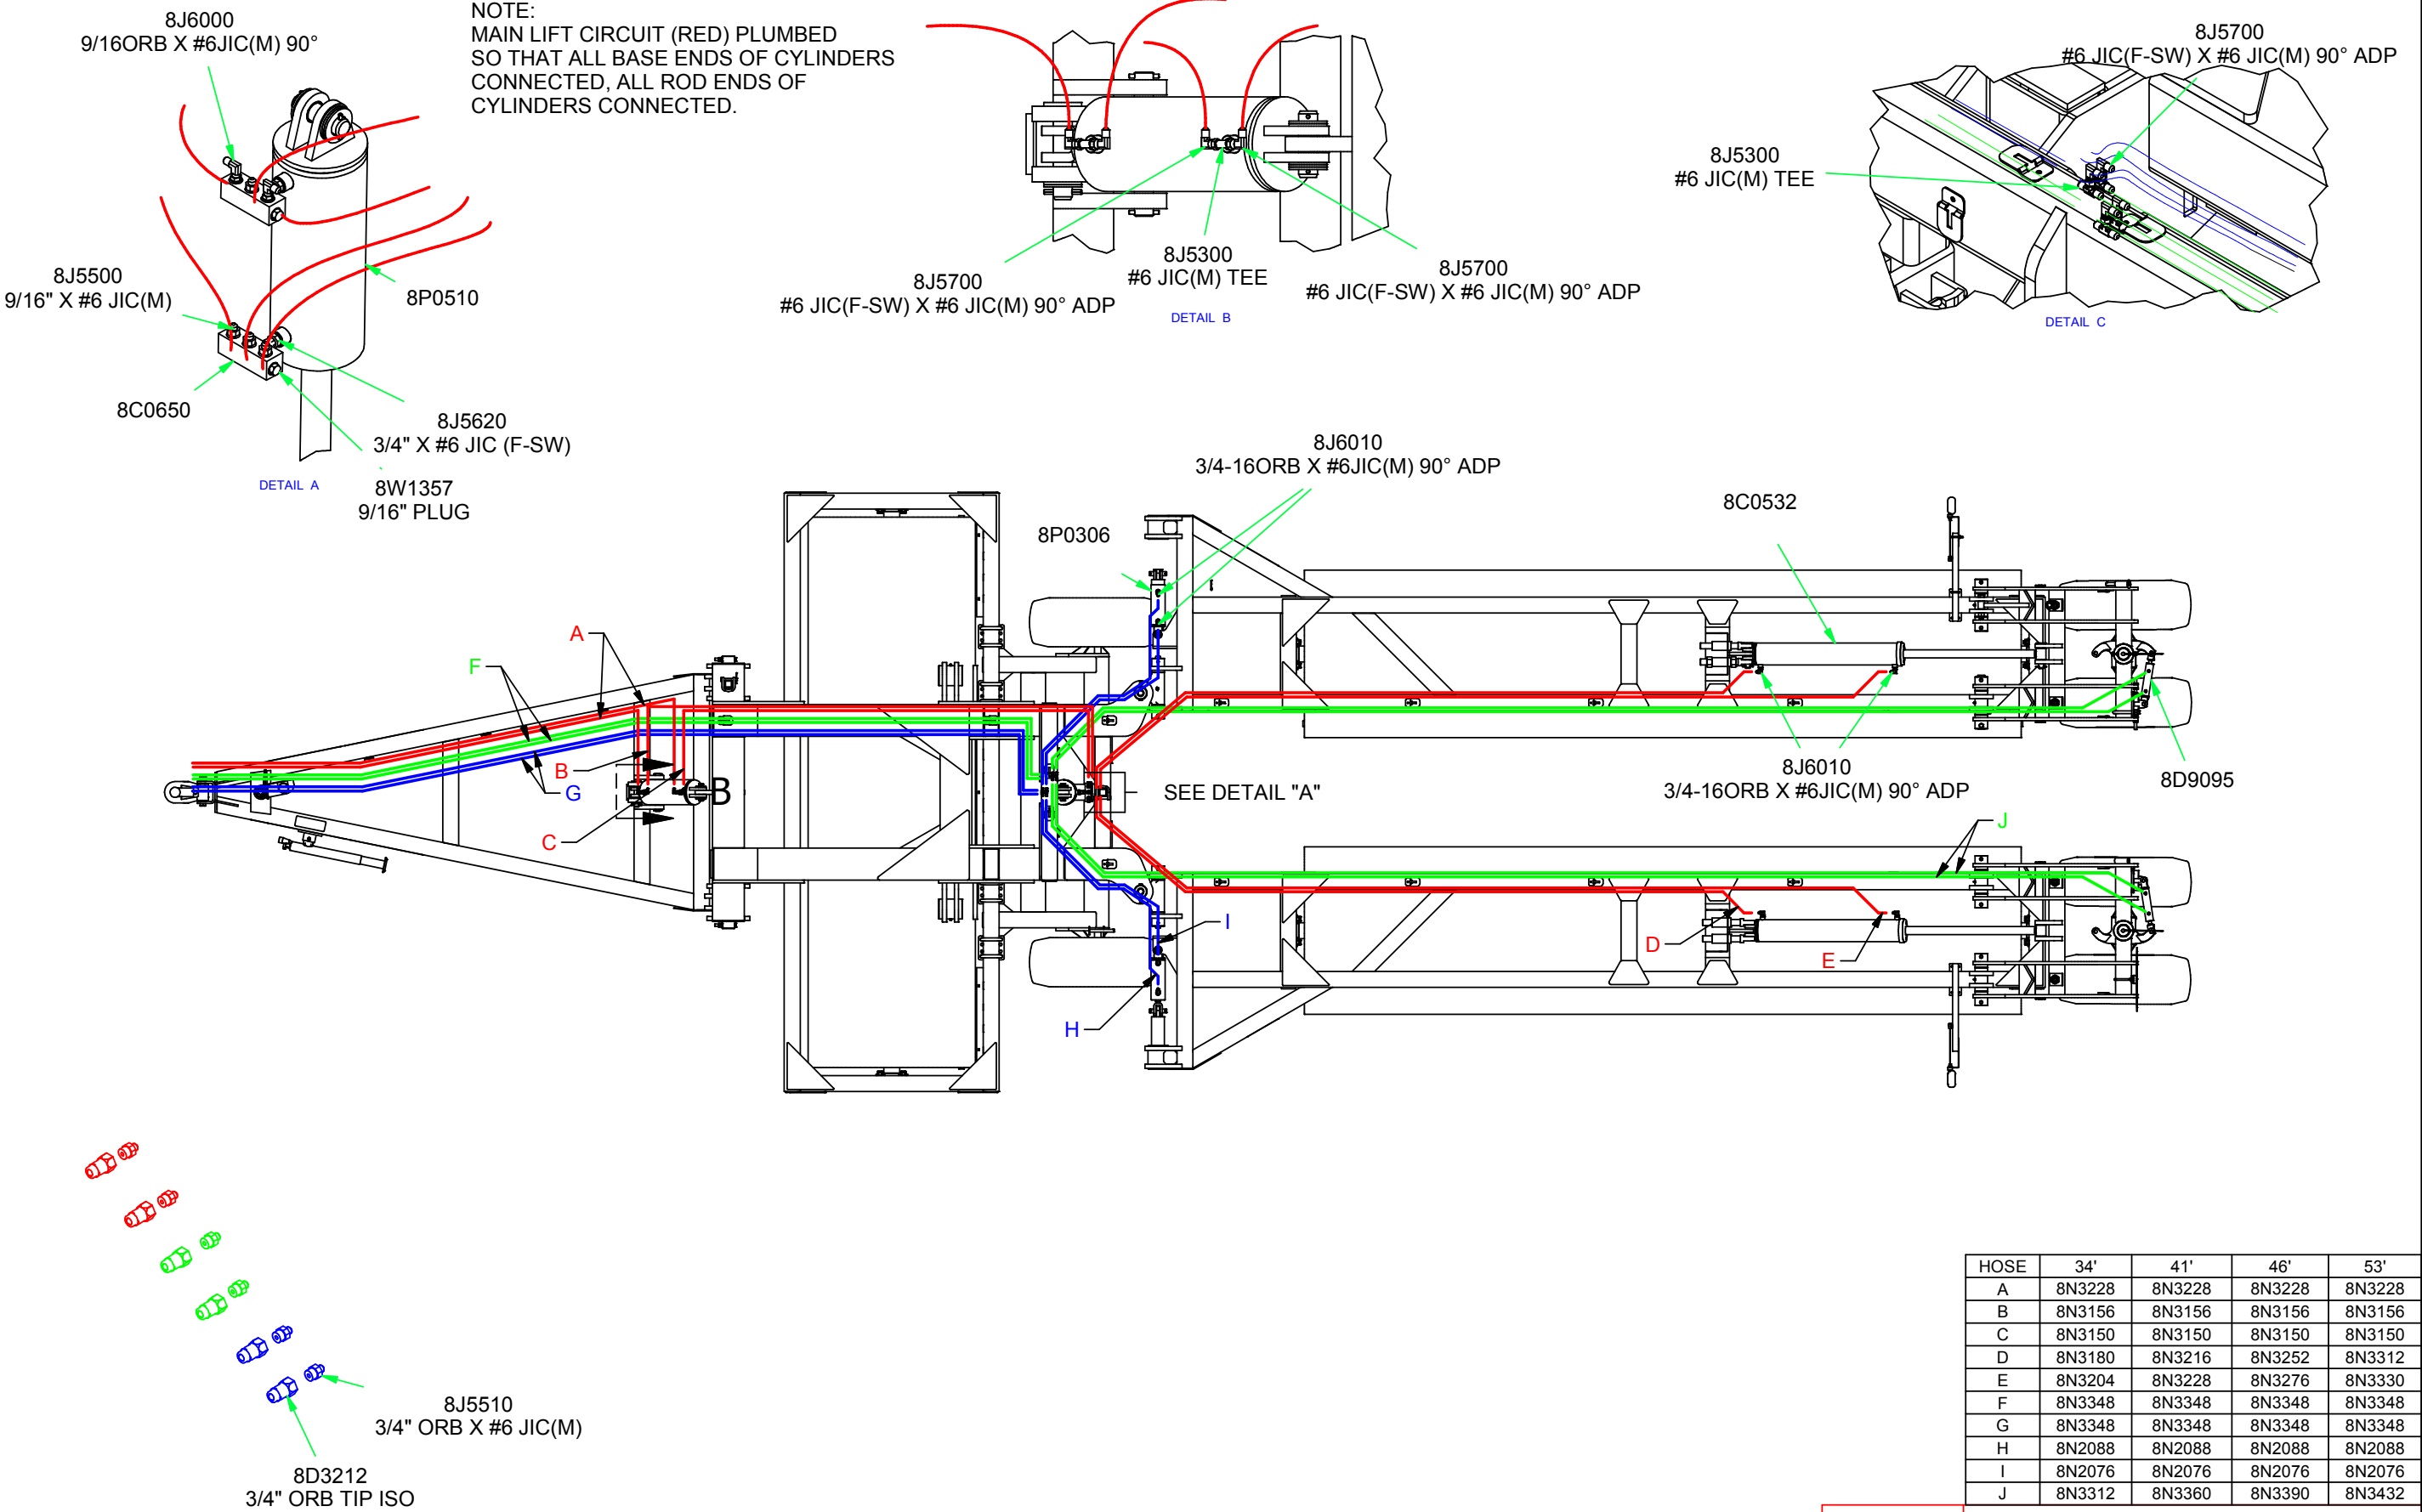 8J6000
9/16ORB X #6JIC(M) 90°
NOTE:
MAIN LIFT CIRCUIT (RED) PLUMBED
SO THAT ALL BASE ENDS OF CYLINDERS
CONNECTED, ALL ROD ENDS OF
CYLINDERS CONNECTED.
8J5500
9/16" X #6 JIC(M)
8P0510
8C0650
8J5620
3/4" X #6 JIC (F-SW)
8W1357
9/16" PLUG
DETAIL A
8J5700
#6 JIC(F-SW) X #6 JIC(M) 90° ADP
8J5300
#6 JIC(M) TEE
8J5700
#6 JIC(F-SW) X #6 JIC(M) 90° ADP
DETAIL B
8J5700
#6 JIC(F-SW) X #6 JIC(M) 90° ADP
8J5300
#6 JIC(M) TEE
DETAIL C
8J6010
3/4-16ORB X #6JIC(M) 90° ADP
8P0306
8C0532
A
F
B
G
C
B
SEE DETAIL "A"
8J6010
3/4-16ORB X #6JIC(M) 90° ADP
8D9095
J
I
H
D
E
8J5510
3/4" ORB X #6 JIC(M)
8D3212
3/4" ORB TIP ISO
HOSE 34' 41' 46' 53'
A 8N3228 8N3228 8N3228 8N3228
B 8N3156 8N3156 8N3156 8N3156
C 8N3150 8N3150 8N3150 8N3150
D 8N3180 8N3216 8N3252 8N3312
E 8N3204 8N3228 8N3276 8N3330
F 8N3348 8N3348 8N3348 8N3348
G 8N3348 8N3348 8N3348 8N3348
H 8N2088 8N2088 8N2088 8N2088
I 8N2076 8N2076 8N2076 8N2076
J 8N3312 8N3360 8N3390 8N3432